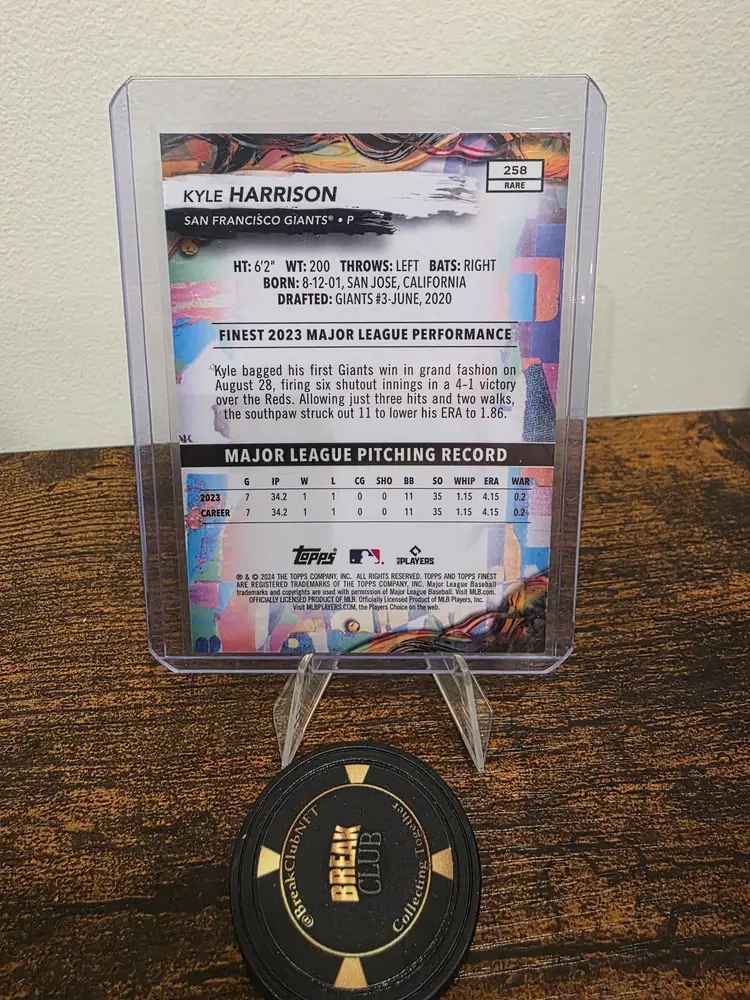 258
RARE
KYLE HARRISON
SAN FRANCISCO GIANTS® • P
HT: 6'2" WT: 200 THROWS: LEFT BATS: RIGHT
BORN: 8-12-01, SAN JOSE, CALIFORNIA
DRAFTED: GIANTS #3-JUNE, 2020
FINEST 2023 MAJOR LEAGUE PERFORMANCE
Kyle bagged his first Giants win in grand fashion on
August 28, firing six shutout innings in a 4-1 victory
over the Reds. Allowing just three hits and two walks,
the southpaw struck out 11 to lower his ERA to 1.86.
MAJOR LEAGUE PITCHING RECORD
G IP W L CG SHO BB SO WHIP ERA WAR
2023 7 34.2 1 1 0 0 11 35 1.15 4.15 0.2
CAREER 7 34.2 1 1 0 0 11 35 1.15 4.15 0.2
Topps PLAYERS
® & © 2024 THE TOPPS COMPANY, INC. ALL RIGHTS RESERVED. TOPPS AND TOPPS FINEST
ARE REGISTERED TRADEMARKS OF THE TOPPS COMPANY, INC. Major League Baseball
trademarks and copyrights are used with permission of Major League Baseball. Visit MLB.com.
OFFICIALLY LICENSED PRODUCT OF MLB. Officially Licensed Product of MLB Players, Inc.
Visit MLBPLAYERS.COM, the Players Choice on the web.
@BreakClubNET
BREAK
CLUB
Collecting Together